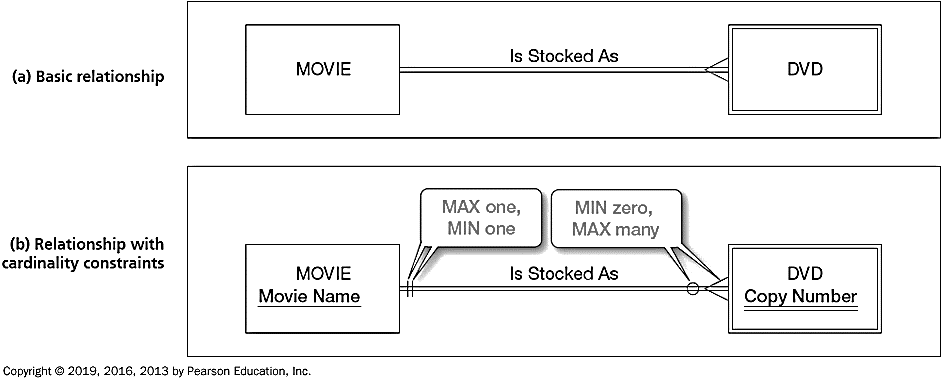 (a) Basic relationship
MOVIE
Is Stocked As
DVD
(b) Relationship with
cardinality constraints
MAX one,
MIN one
MIN zero,
MAX many
MOVIE
Movie Name
Is Stocked As
DVD
Copy Number
Copyright © 2019, 2016, 2013 by Pearson Education, Inc.